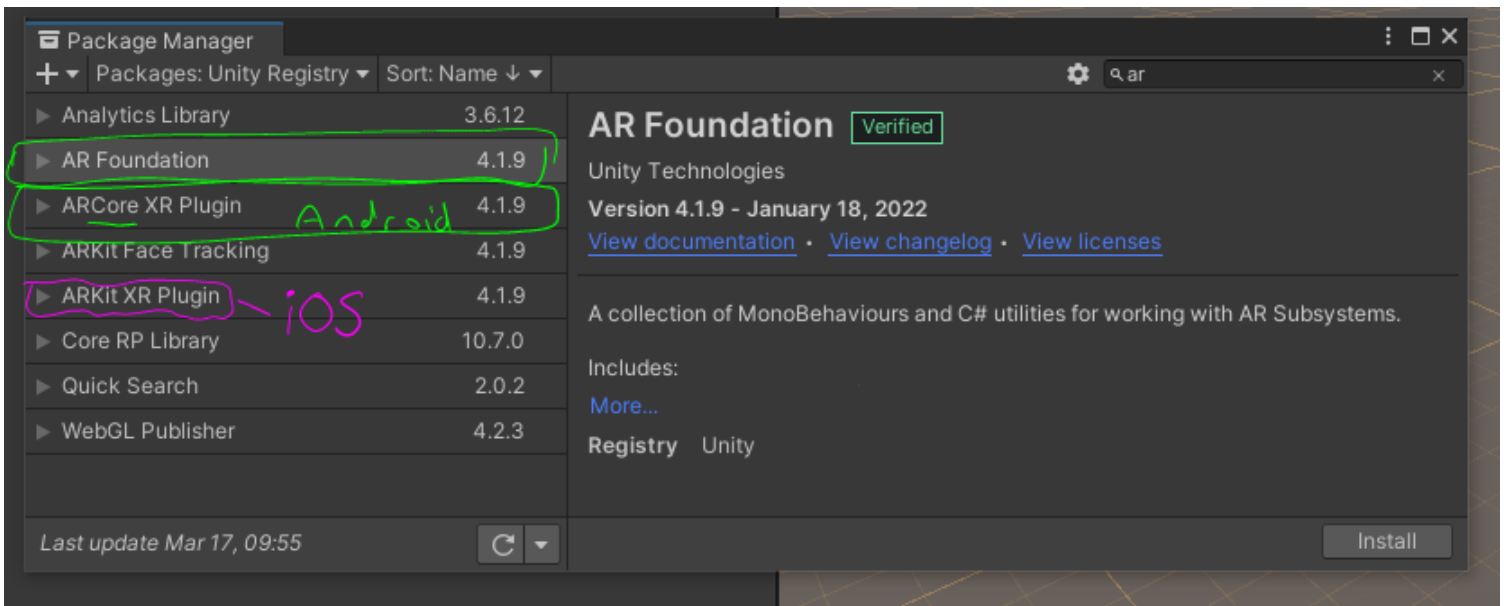 Package Manager
Packages: Unity Registry Sort: Name ↓ ar
Analytics Library 3.6.12
AR Foundation 4.1.9
ARCore XR Plugin Android 4.1.9
ARKit Face Tracking 4.1.9
ARKit XR Plugin iOS 4.1.9
Core RP Library 10.7.0
Quick Search 2.0.2
WebGL Publisher 4.2.3
Last update Mar 17, 09:55
AR Foundation Verified
Unity Technologies
Version 4.1.9 - January 18, 2022
View documentation • View changelog • View licenses
A collection of MonoBehaviours and C# utilities for working with AR Subsystems.
Includes:
More...
Registry Unity
Install